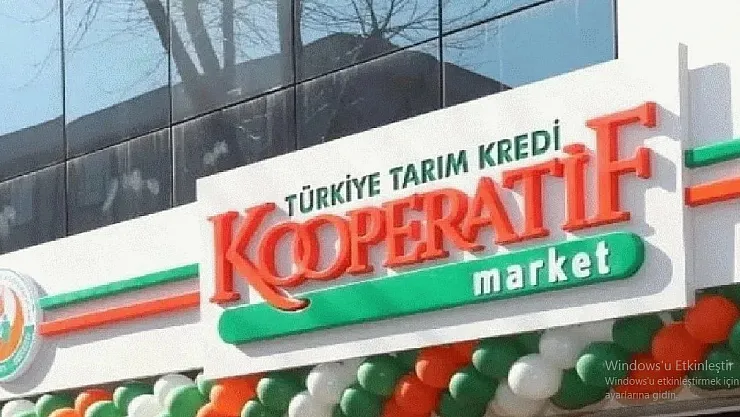 TÜRKİYE TARIM KREDİ
KOOPERATİF
market
Windows'u Etkinleştir
Windows'u etkinleştirmek için
ayarlarına gidin.